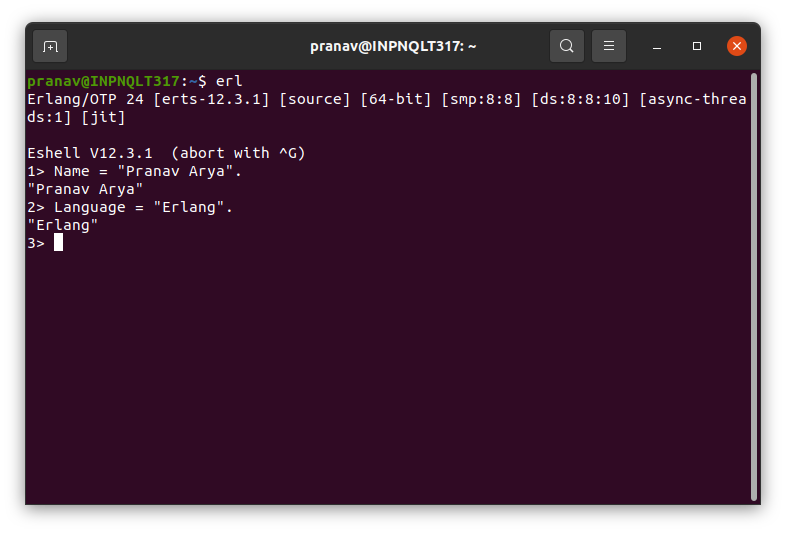 pranav@INPNQLT317: ~
pranav@INPNQLT317:~$ erl
Erlang/OTP 24 [erts-12.3.1] [source] [64-bit] [smp:8:8] [ds:8:8:10] [async-threa
ds:1] [jit]
Eshell V12.3.1  (abort with ^G)
1> Name = "Pranav Arya".
"Pranav Arya"
2> Language = "Erlang".
"Erlang"
3>